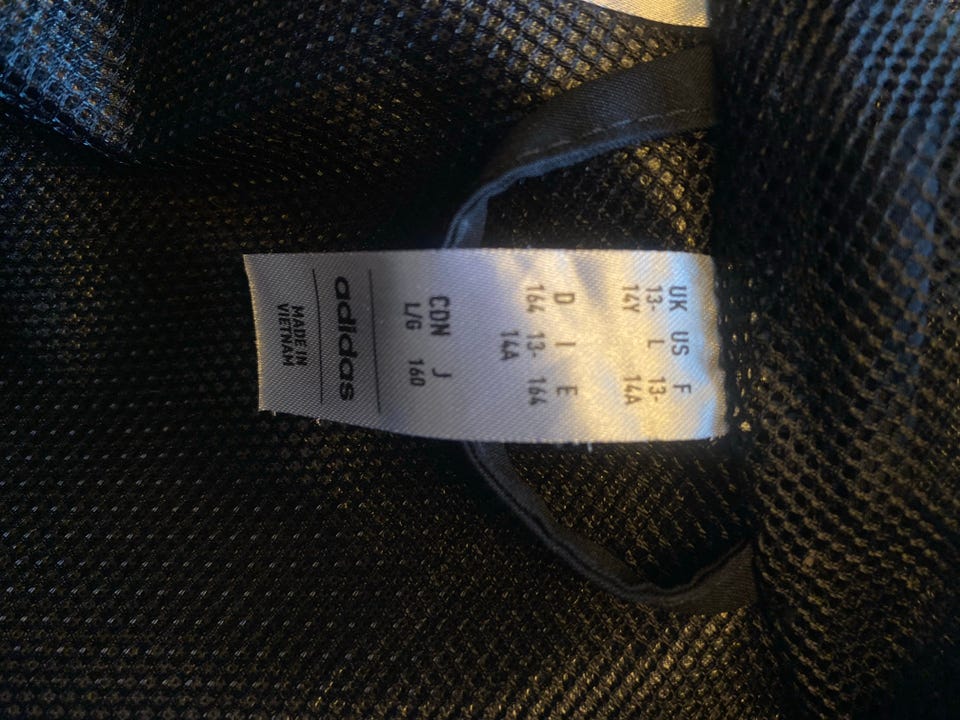 UK US F
13- L 13-
14Y 14A
D I E
164 13- 164
14A
CDN J
L/G 160
adidas
MADE IN
VIETNAM